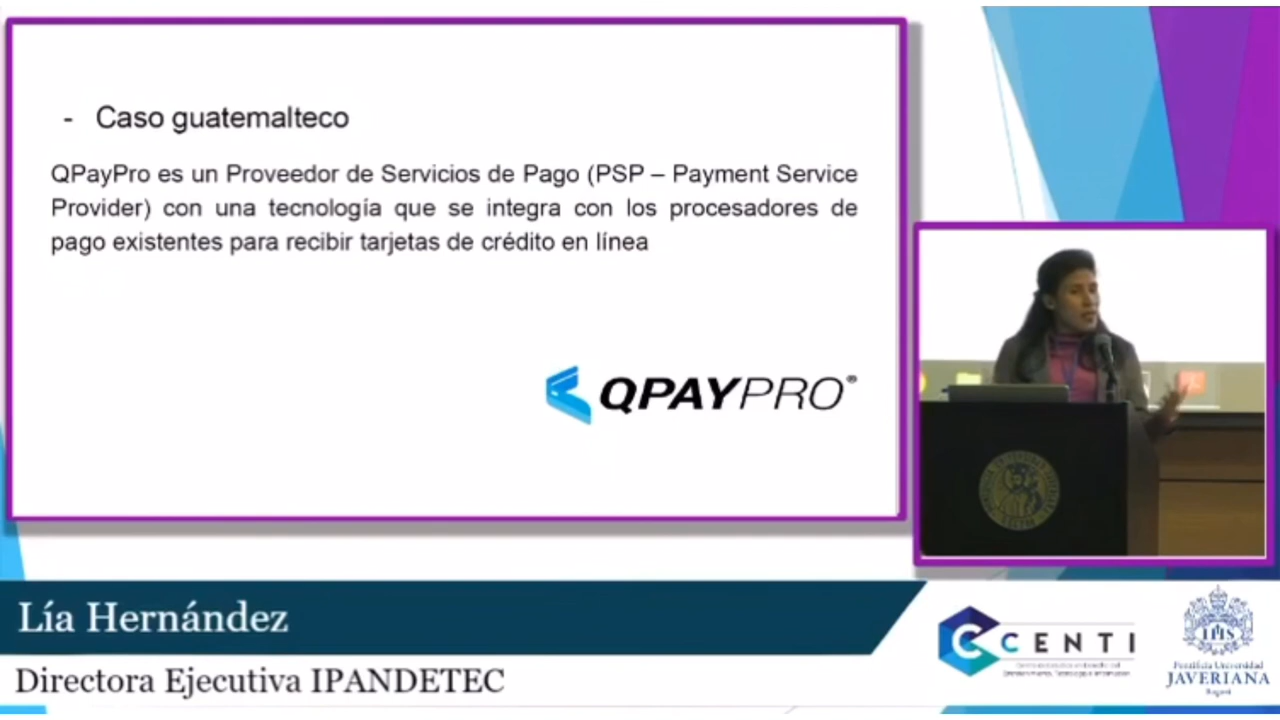 - Caso guatemalteco
QPayPro es un Proveedor de Servicios de Pago (PSP – Payment Service
Provider) con una tecnología que se integra con los procesadores de
pago existentes para recibir tarjetas de crédito en línea
QPAYPRO®
Lía Hernández
Directora Ejecutiva IPANDETEC
CENTI
IHS
Pontificia Universidad
JAVERIANA
Bogotá